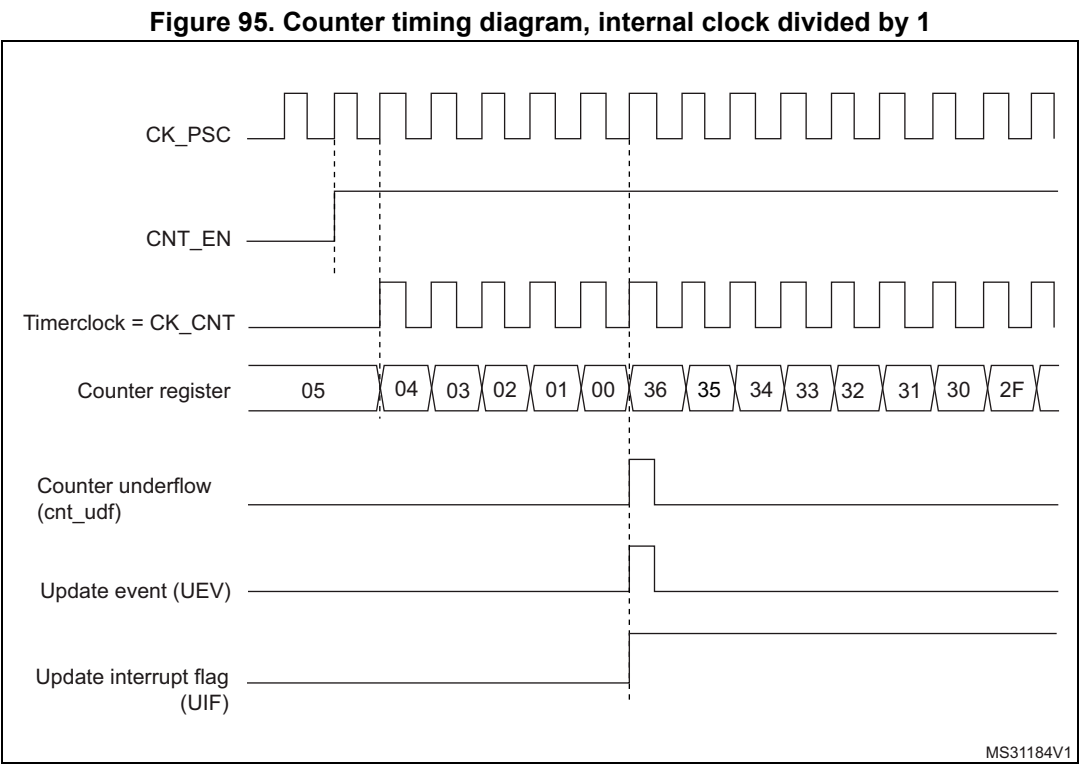 Figure 95. Counter timing diagram, internal clock divided by 1
CK_PSC
CNT_EN
Timerclock = CK_CNT
Counter register 05 04 03 02 01 00 36 35 34 33 32 31 30 2F
Counter underflow
(cnt_udf)
Update event (UEV)
Update interrupt flag
(UIF)
MS31184V1